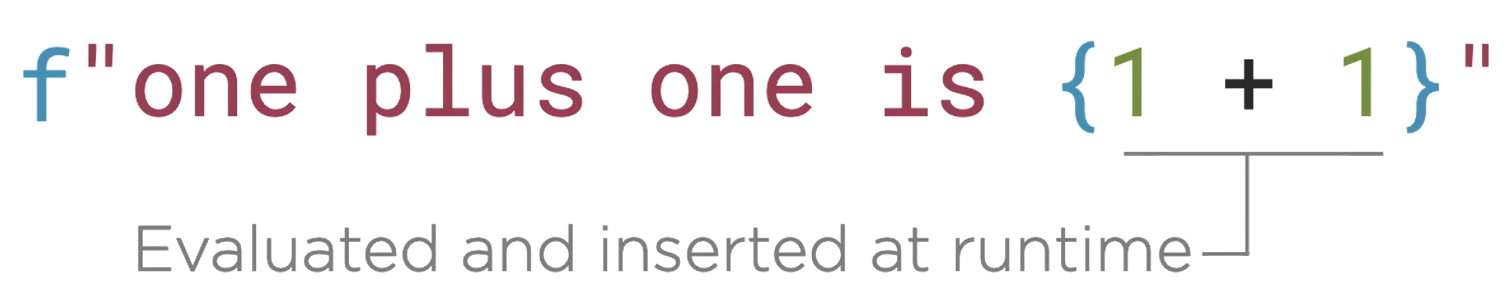 f"one plus one is {1 + 1}"
Evaluated and inserted at runtime